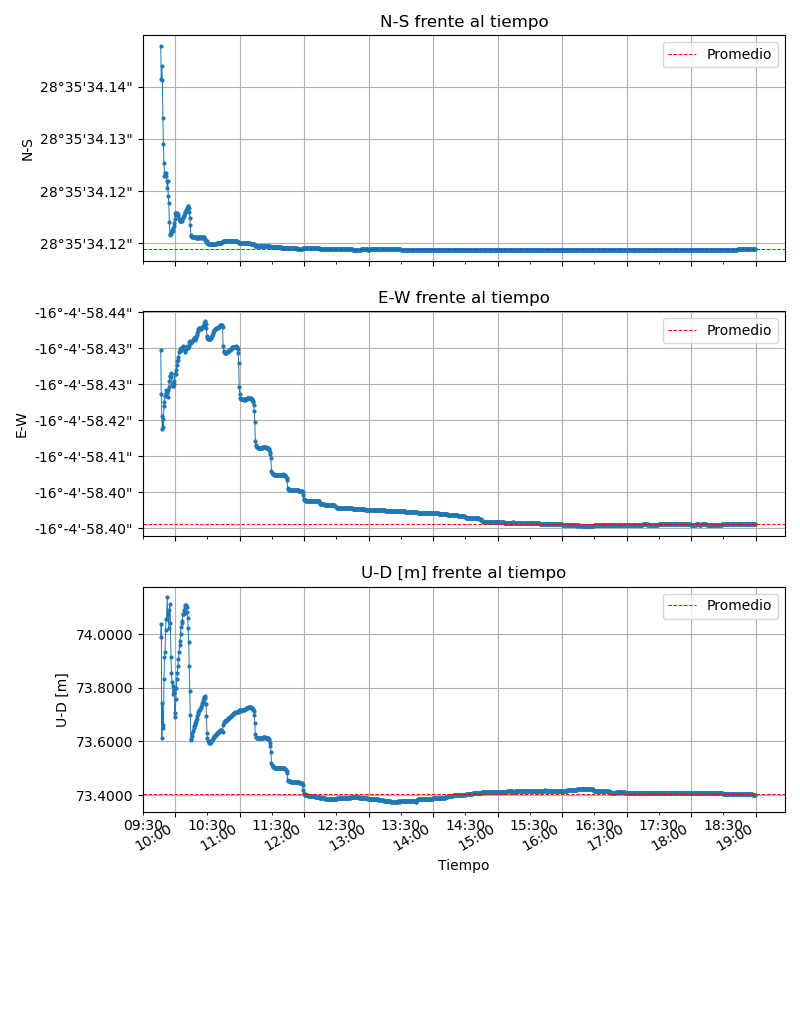 N-S frente al tiempo
Promedio
28°35'34.14"
28°35'34.13"
28°35'34.12"
28°35'34.12"
N-S
E-W frente al tiempo
Promedio
-16°-4'-58.44"
-16°-4'-58.43"
-16°-4'-58.43"
-16°-4'-58.42"
-16°-4'-58.41"
-16°-4'-58.40"
-16°-4'-58.40"
E-W
U-D [m] frente al tiempo
Promedio
74.0000
73.8000
73.6000
73.4000
U-D [m]
09:30 10:30 11:30 12:30 13:30 14:30 15:30 16:30 17:30 18:30
10:00 11:00 12:00 13:00 14:00 15:00 16:00 17:00 18:00 19:00
Tiempo